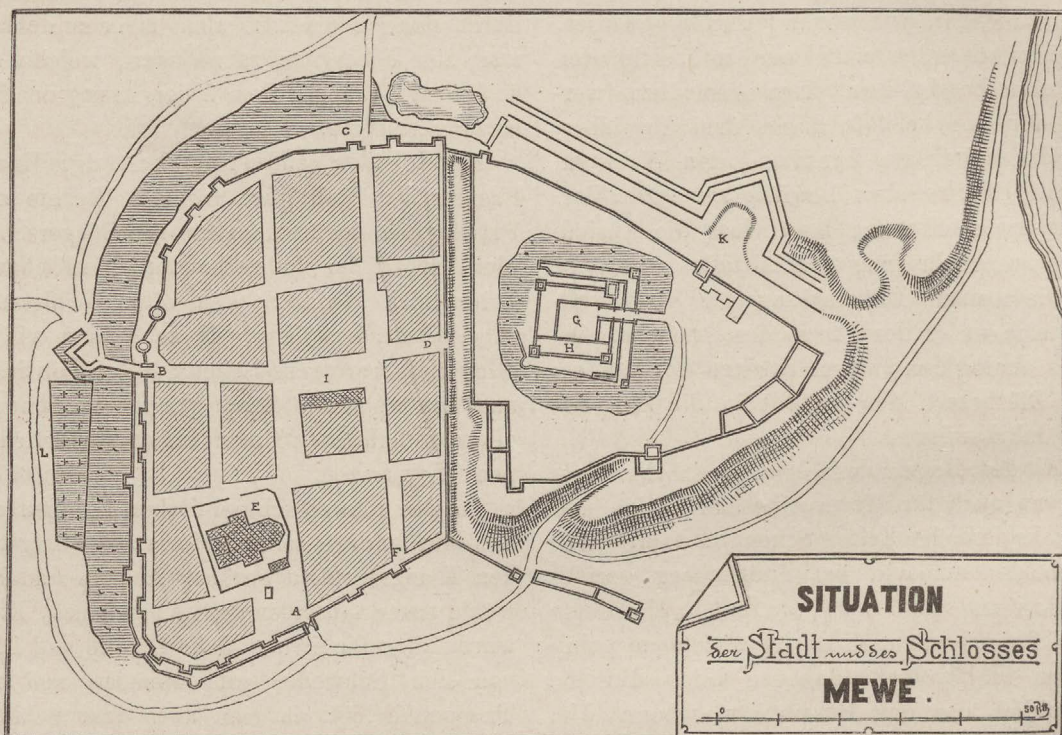 C
K
G
D
H
B
I
L
E
F
A
SITUATION
der Stadt und des Schlosses
MEWE.
0 50